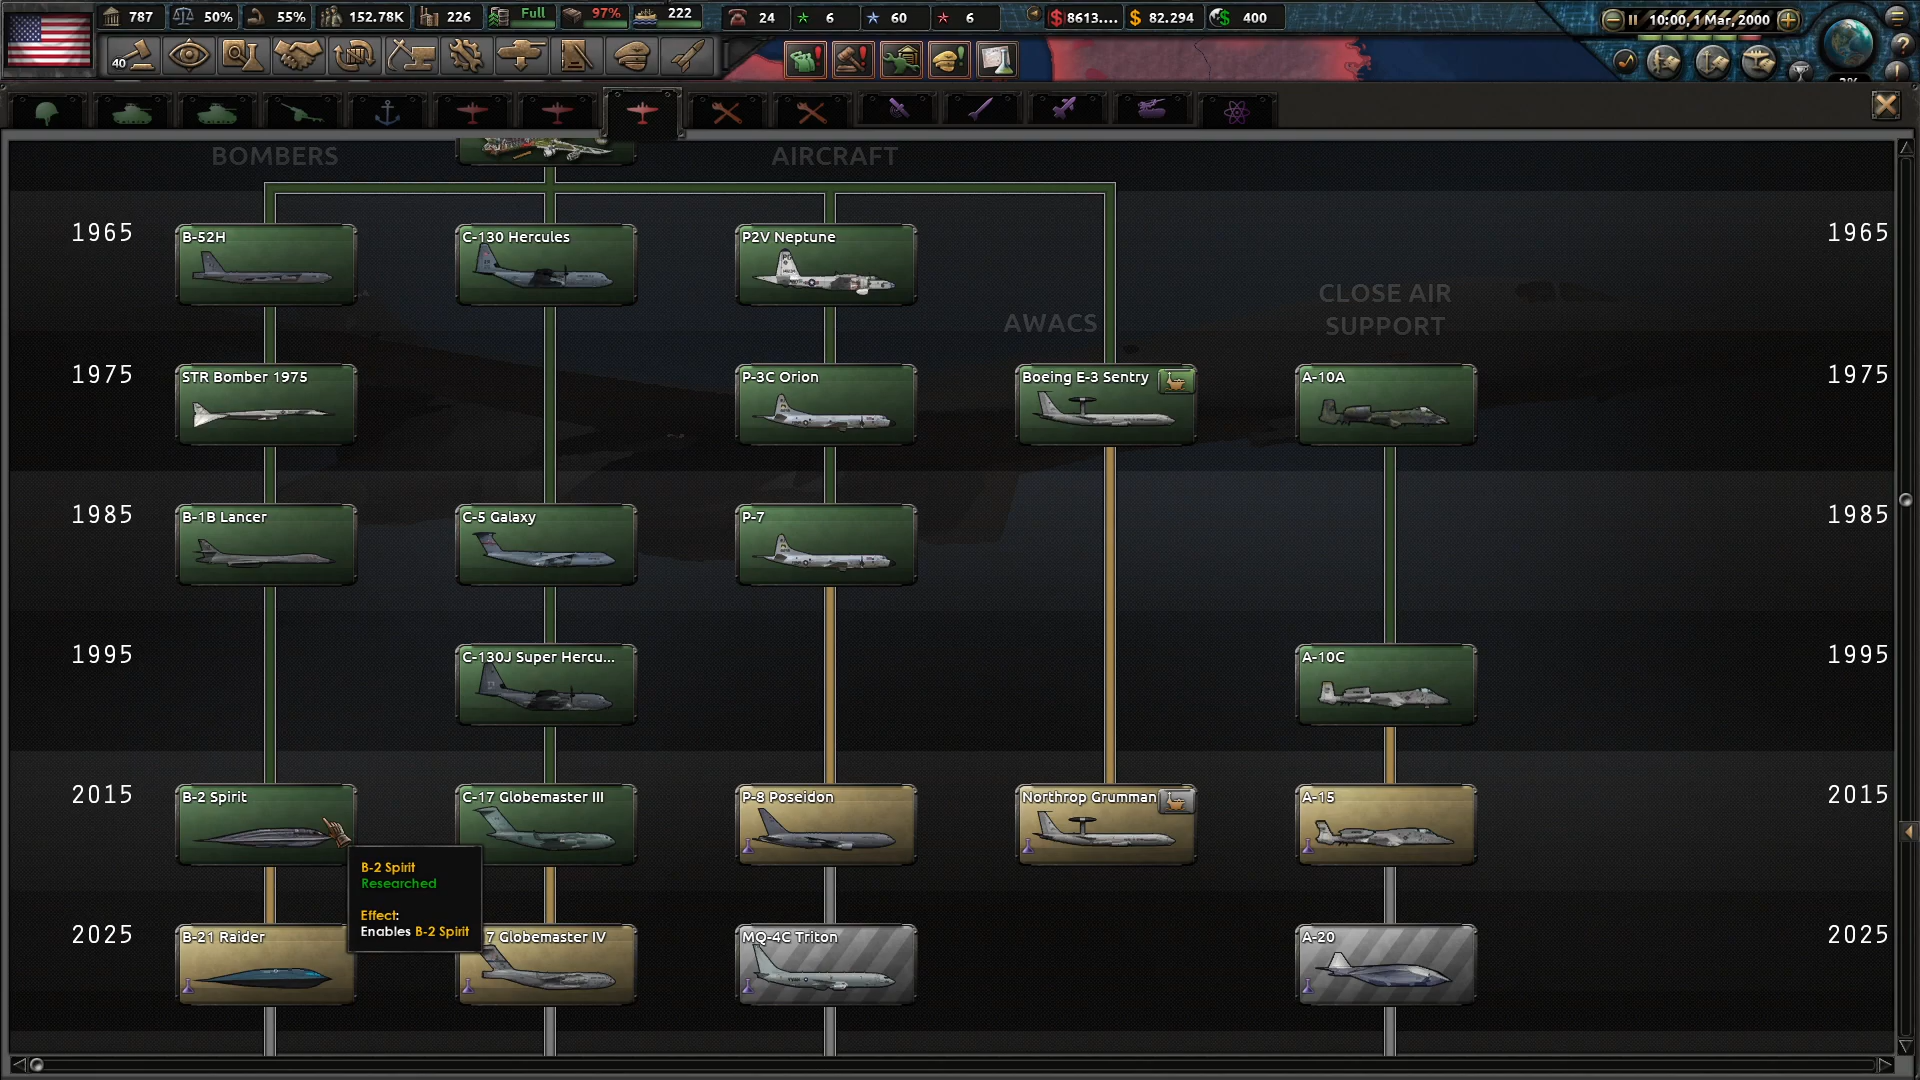 787 50% 55% 152.78K 226 Full 97% 222 24 6 60 6 8613.... 82.294 400 10:00, 1 Mar, 2000
40
BOMBERS AIRCRAFT
1965 1965
B-52H C-130 Hercules P2V Neptune
CLOSE AIR
SUPPORT
AWACS
1975 1975
STR Bomber 1975 P-3C Orion Boeing E-3 Sentry A-10A
1985 1985
B-1B Lancer C-5 Galaxy P-7
1995 1995
C-130J Super Hercu... A-10C
2015 2015
B-2 Spirit C-17 Globemaster III P-8 Poseidon Northrop Grumman A-15
B-2 Spirit
Researched
Effect:
Enables B-2 Spirit
2025 2025
B-21 Raider 7 Globemaster IV MQ-4C Triton A-20